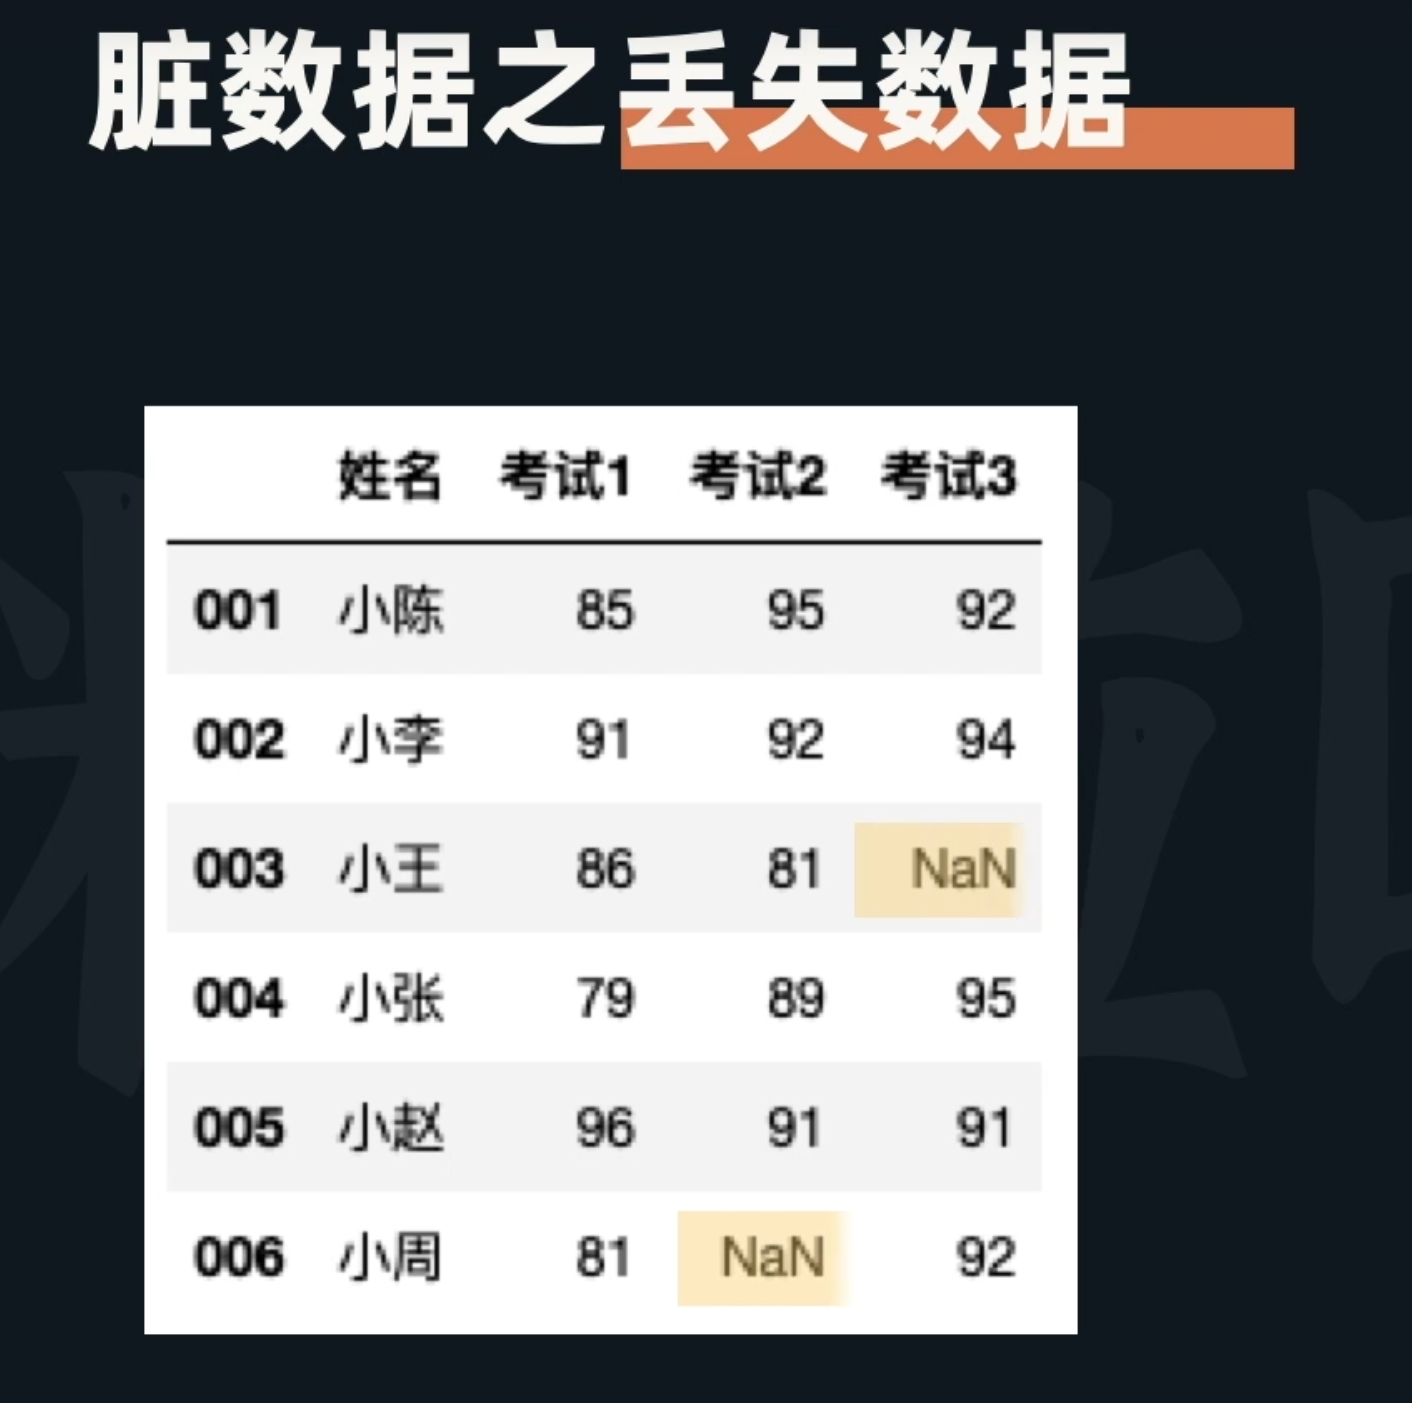 脏数据之丢失数据
姓名 考试1 考试2 考试3
001 小陈 85 95 92
002 小李 91 92 94
003 小王 86 81 NaN
004 小张 79 89 95
005 小赵 96 91 91
006 小周 81 NaN 92